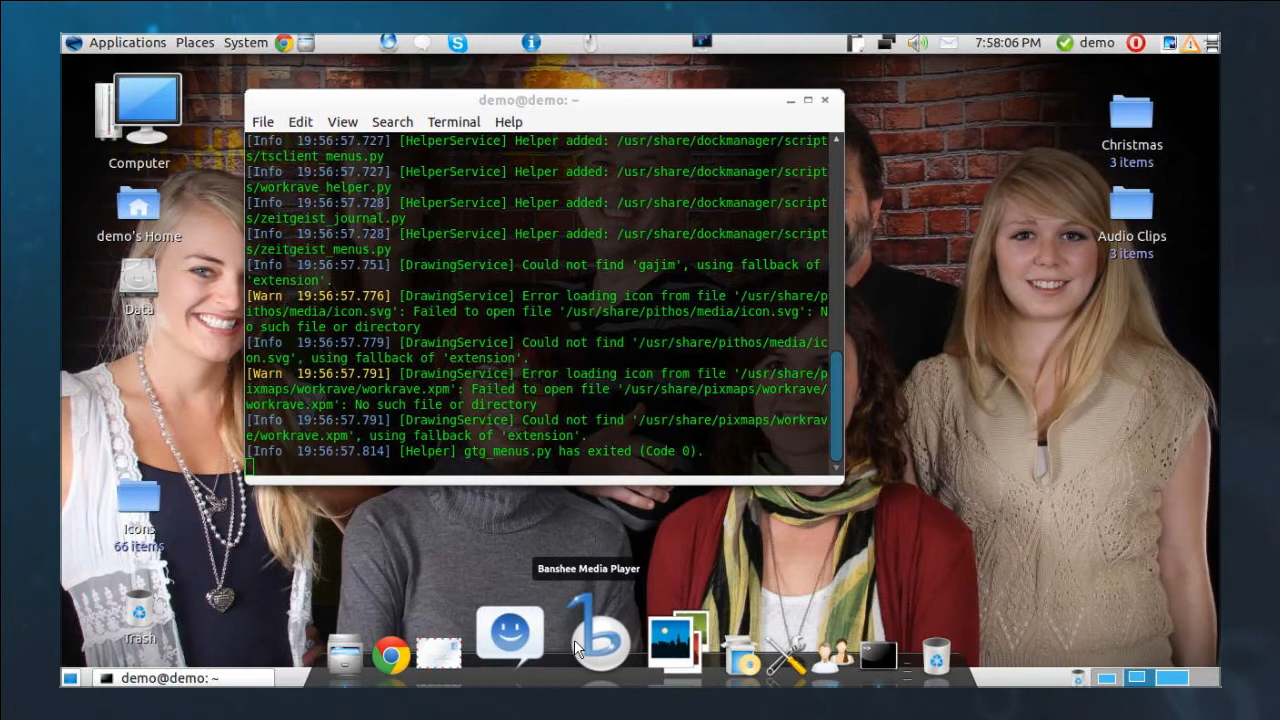 Applications Places System
7:58:06 PM demo
demo@demo: ~
File Edit View Search Terminal Help
[Info 19:56:57.727] [HelperService] Helper added: /usr/share/dockmanager/script
s/tsclient_menus.py
[Info 19:56:57.727] [HelperService] Helper added: /usr/share/dockmanager/script
s/workrave_helper.py
[Info 19:56:57.728] [HelperService] Helper added: /usr/share/dockmanager/script
s/zeitgeist_journal.py
[Info 19:56:57.728] [HelperService] Helper added: /usr/share/dockmanager/script
s/zeitgeist_menus.py
[Info 19:56:57.751] [DrawingService] Could not find 'gajim', using fallback of
'extension'.
[Warn 19:56:57.776] [DrawingService] Error loading icon from file '/usr/share/p
ithos/media/icon.svg': Failed to open file '/usr/share/pithos/media/icon.svg': N
o such file or directory
[Info 19:56:57.779] [DrawingService] Could not find '/usr/share/pithos/media/ic
on.svg', using fallback of 'extension'.
[Warn 19:56:57.791] [DrawingService] Error loading icon from file '/usr/share/p
ixmaps/workrave/workrave.xpm': Failed to open file '/usr/share/pixmaps/workrave/
workrave.xpm': No such file or directory
[Info 19:56:57.791] [DrawingService] Could not find '/usr/share/pixmaps/workrav
e/workrave.xpm', using fallback of 'extension'.
[Info 19:56:57.814] [Helper] gtg_menus.py has exited (Code 0).
Computer
demo's Home
Data
Icons
66 items
Trash
Christmas
3 items
Audio Clips
3 items
Banshee Media Player
demo@demo: ~